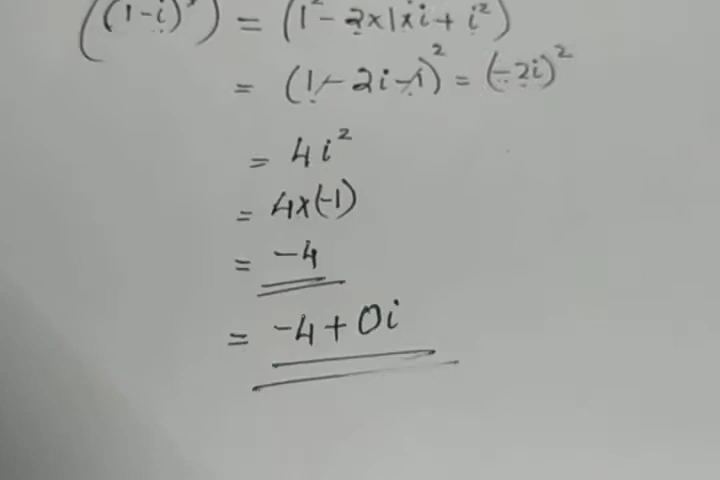 ((1-i)²) = (1² - 2×1×i + i²)
= (1 - 2i - 1)² = (-2i)²
= 4i²
= 4×(-1)
= -4
= -4+0i